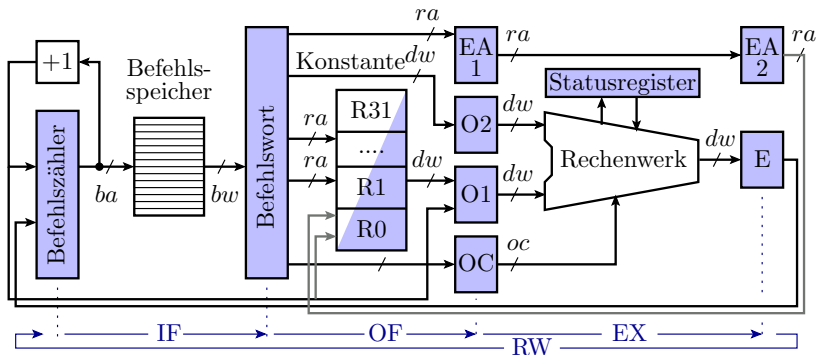 ra
EA
1
ra
EA
2
ra
+1
Befehls-
speicher
Konstante
dw
Statusregister
Befehlszähler
Befehlswort
ra
R31
O2
dw
ra
....
dw
Rechenwerk
dw
E
ba
bw
R1
O1
dw
R0
OC
oc
IF
OF
EX
RW